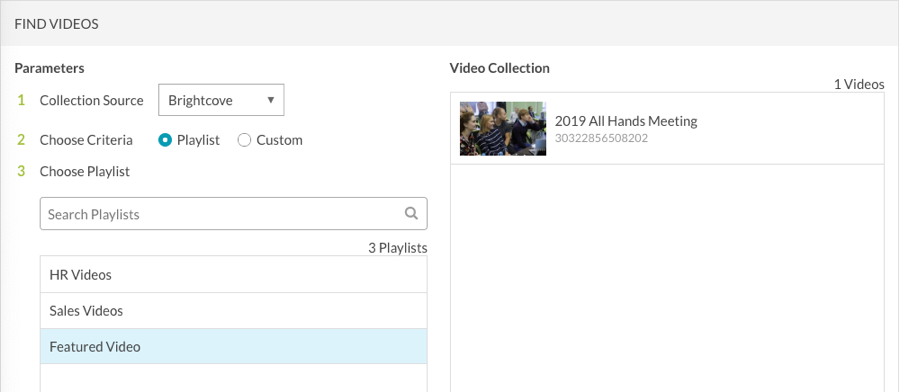 FIND VIDEOS
Parameters
1 Collection Source Brightcove
2 Choose Criteria Playlist Custom
3 Choose Playlist
Search Playlists
3 Playlists
HR Videos
Sales Videos
Featured Video
Video Collection
1 Videos
2019 All Hands Meeting
30322856508202